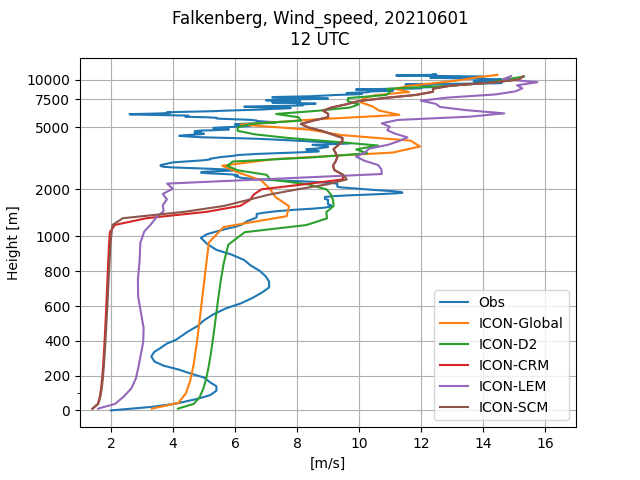 Falkenberg, Wind_speed, 20210601
12 UTC
10000
7500
5000
2000
1000
800
600
400
200
0
Height [m]
Obs
ICON-Global
ICON-D2
ICON-CRM
ICON-LEM
ICON-SCM
2 4 6 8 10 12 14 16
[m/s]